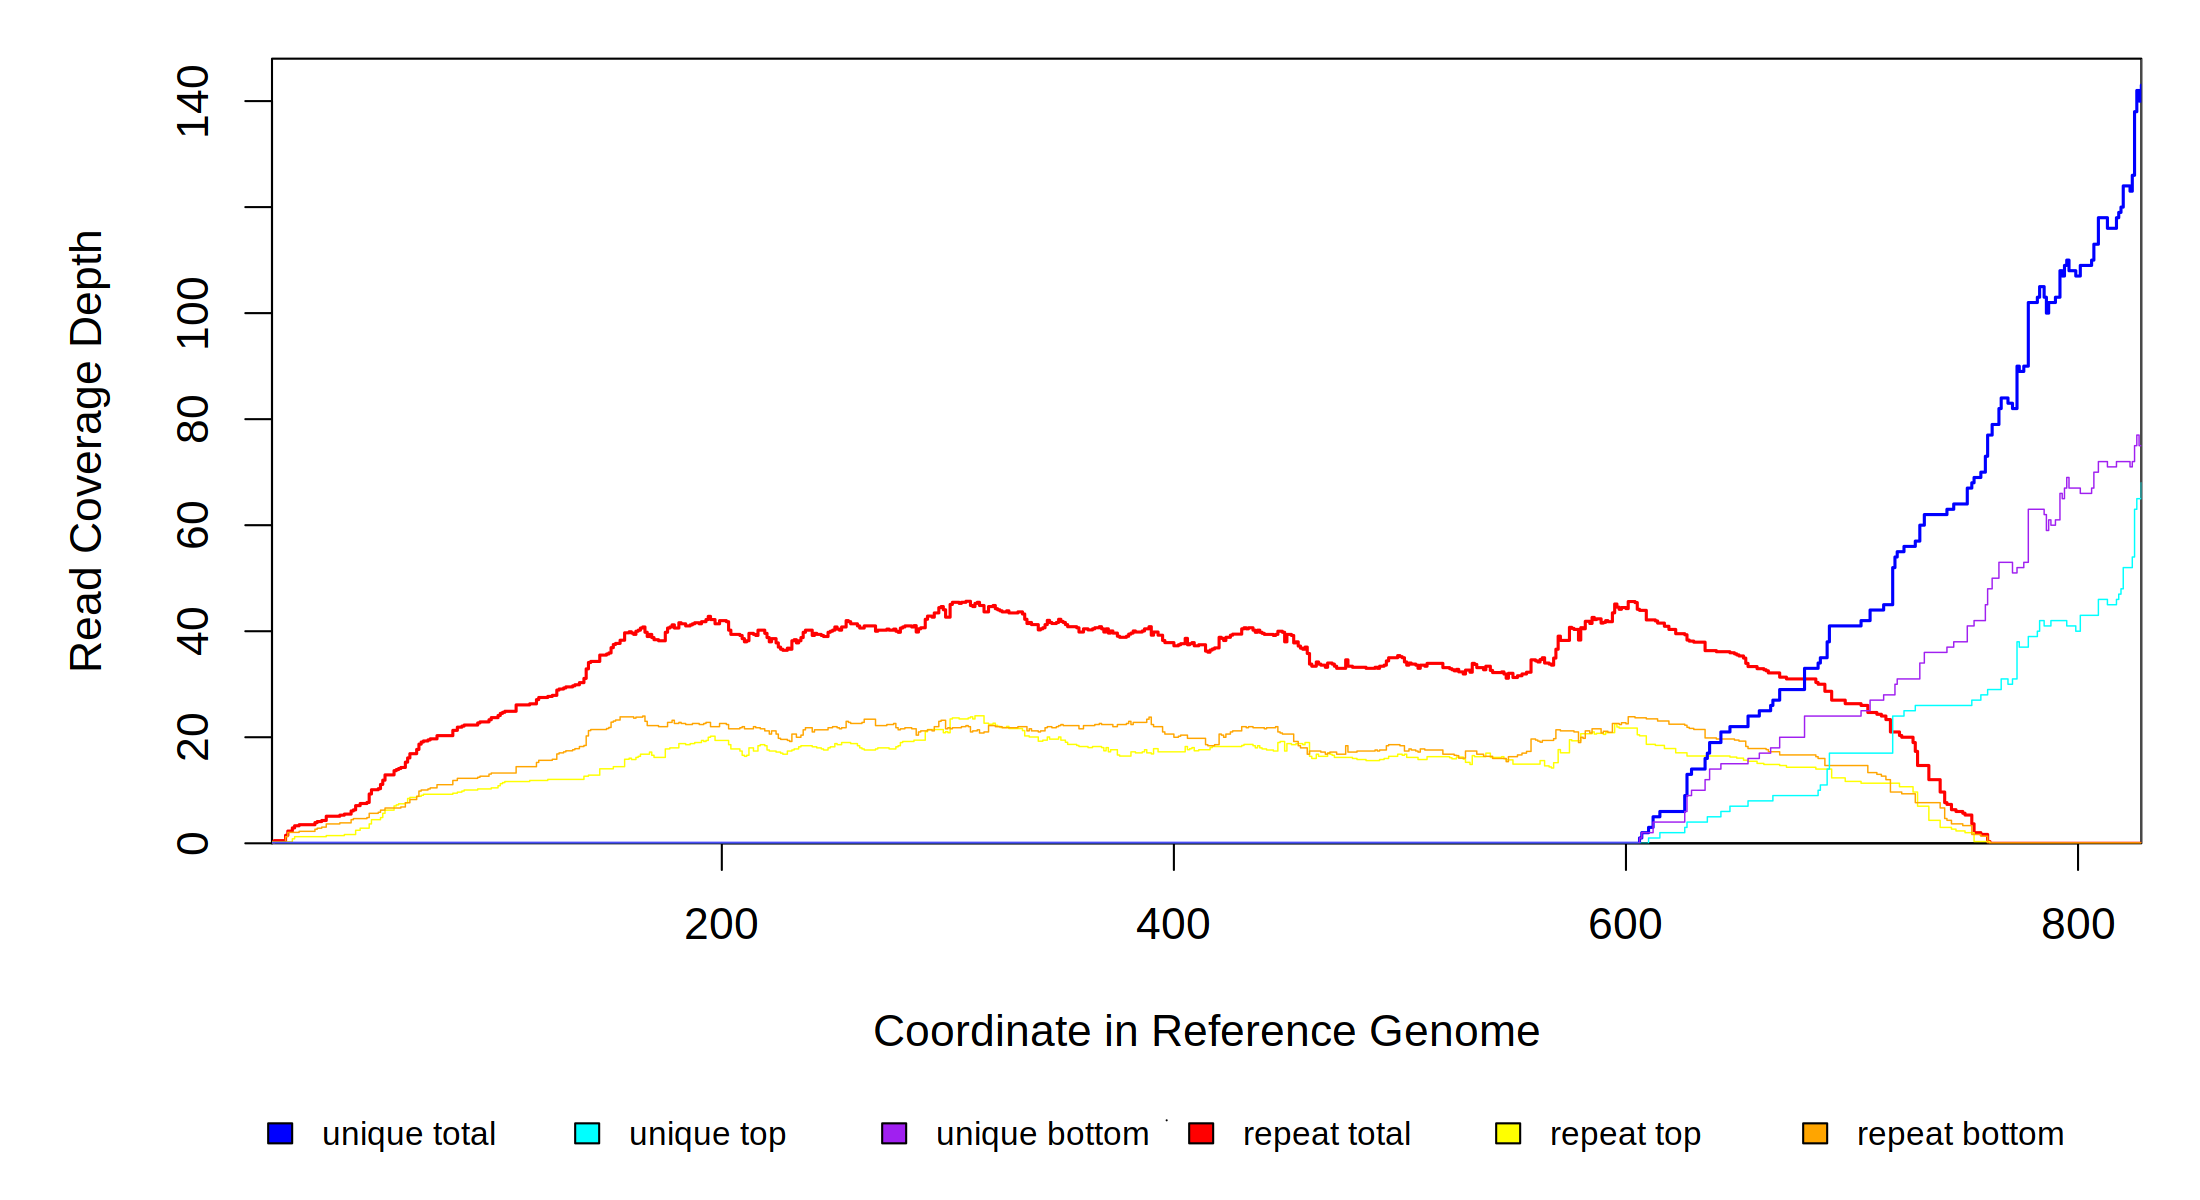 140
100
80
60
40
20
0
Read Coverage Depth
200 400 600 800
Coordinate in Reference Genome
unique total unique top unique bottom repeat total repeat top repeat bottom